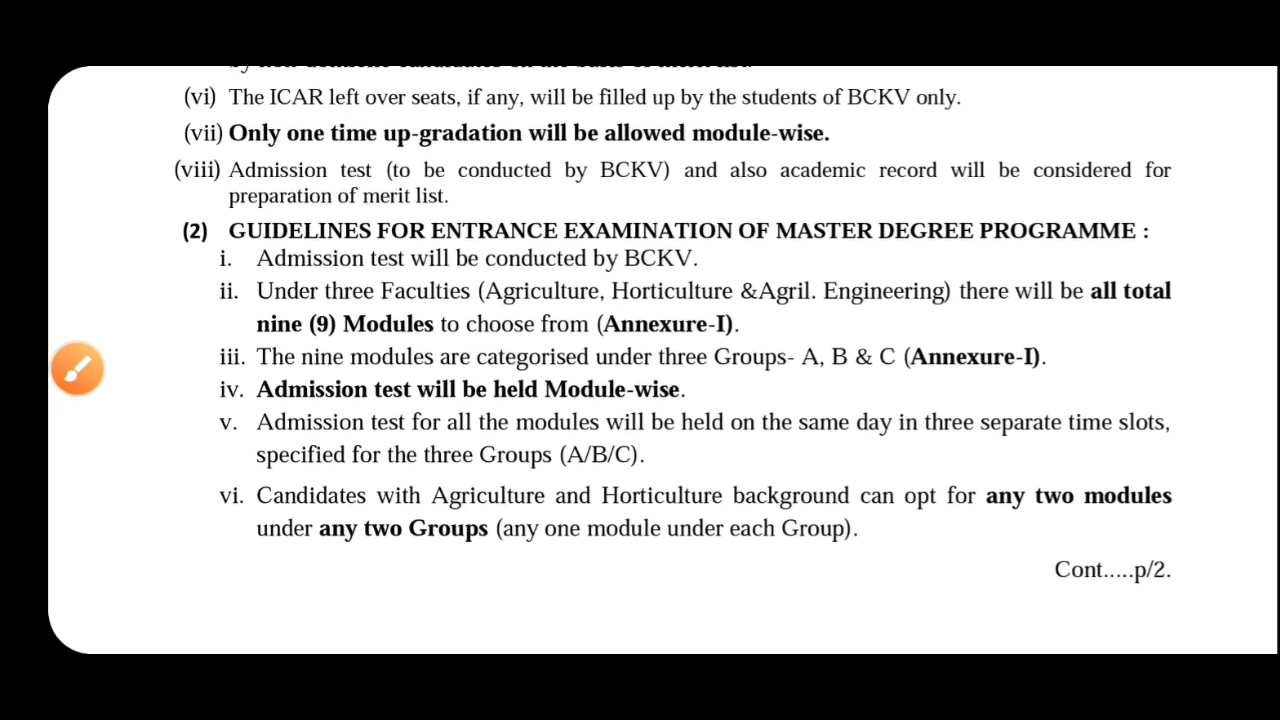 (vi) The ICAR left over seats, if any, will be filled up by the students of BCKV only.
(vii) Only one time up-gradation will be allowed module-wise.
(viii) Admission test (to be conducted by BCKV) and also academic record will be considered for
preparation of merit list.
(2) GUIDELINES FOR ENTRANCE EXAMINATION OF MASTER DEGREE PROGRAMME :
i. Admission test will be conducted by BCKV.
ii. Under three Faculties (Agriculture, Horticulture &Agril. Engineering) there will be all total
nine (9) Modules to choose from (Annexure-I).
iii. The nine modules are categorised under three Groups- A, B & C (Annexure-I).
iv. Admission test will be held Module-wise.
v. Admission test for all the modules will be held on the same day in three separate time slots,
specified for the three Groups (A/B/C).
vi. Candidates with Agriculture and Horticulture background can opt for any two modules
under any two Groups (any one module under each Group).
Cont.....p/2.